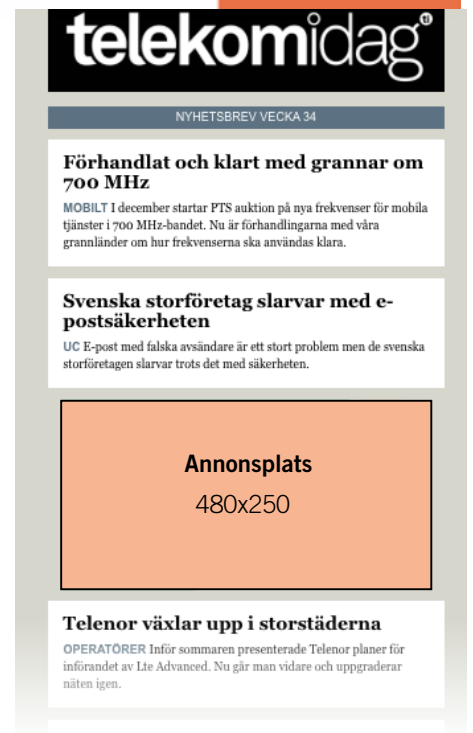 telekomidag
ti
NYHETSBREV VECKA 34
Förhandlat och klart med grannar om
700 MHz
MOBILT I december startar PTS auktion på nya frekvenser för mobila
tjänster i 700 MHz-bandet. Nu är förhandlingarna med våra
grannländer om hur frekvenserna ska användas klara.
Svenska storföretag slarvar med e-
postsäkerheten
UC E-post med falska avsändare är ett stort problem men de svenska
storföretagen slarvar trots det med säkerheten.
Annonsplats
480x250
Telenor växlar upp i storstäderna
OPERATÖRER Inför sommaren presenterade Telenor planer för
införandet av Lte Advanced. Nu går man vidare och uppgraderar
näten igen.